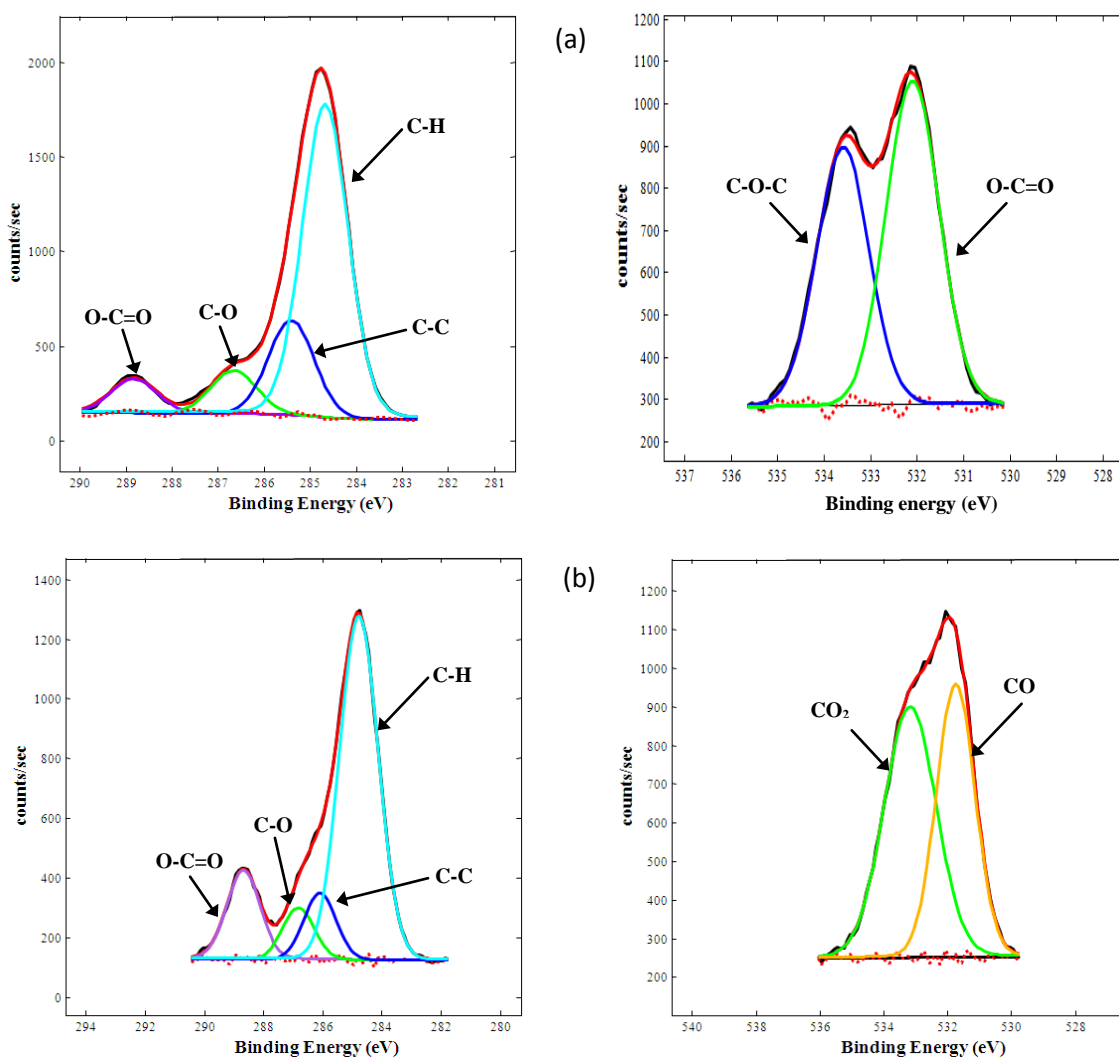 (a)
2000
1500
1000
500
0
counts/sec
O-C=O
C-O
C-H
C-C
290 289 288 287 286 285 284 283 282 281
Binding Energy (eV)
1200
1100
1000
900
800
700
600
500
400
300
200
counts/sec
C-O-C
O-C=O
537 536 535 534 533 532 531 530 529 528
Binding energy (eV)
(b)
1400
1200
1000
800
600
400
200
0
counts/sec
O-C=O
C-O
C-H
C-C
294 292 290 288 286 284 282 280
Binding Energy (eV)
1200
1100
1000
900
800
700
600
500
400
300
200
counts/sec
CO₂
CO
540 538 536 534 532 530 528
Binding Energy (eV)